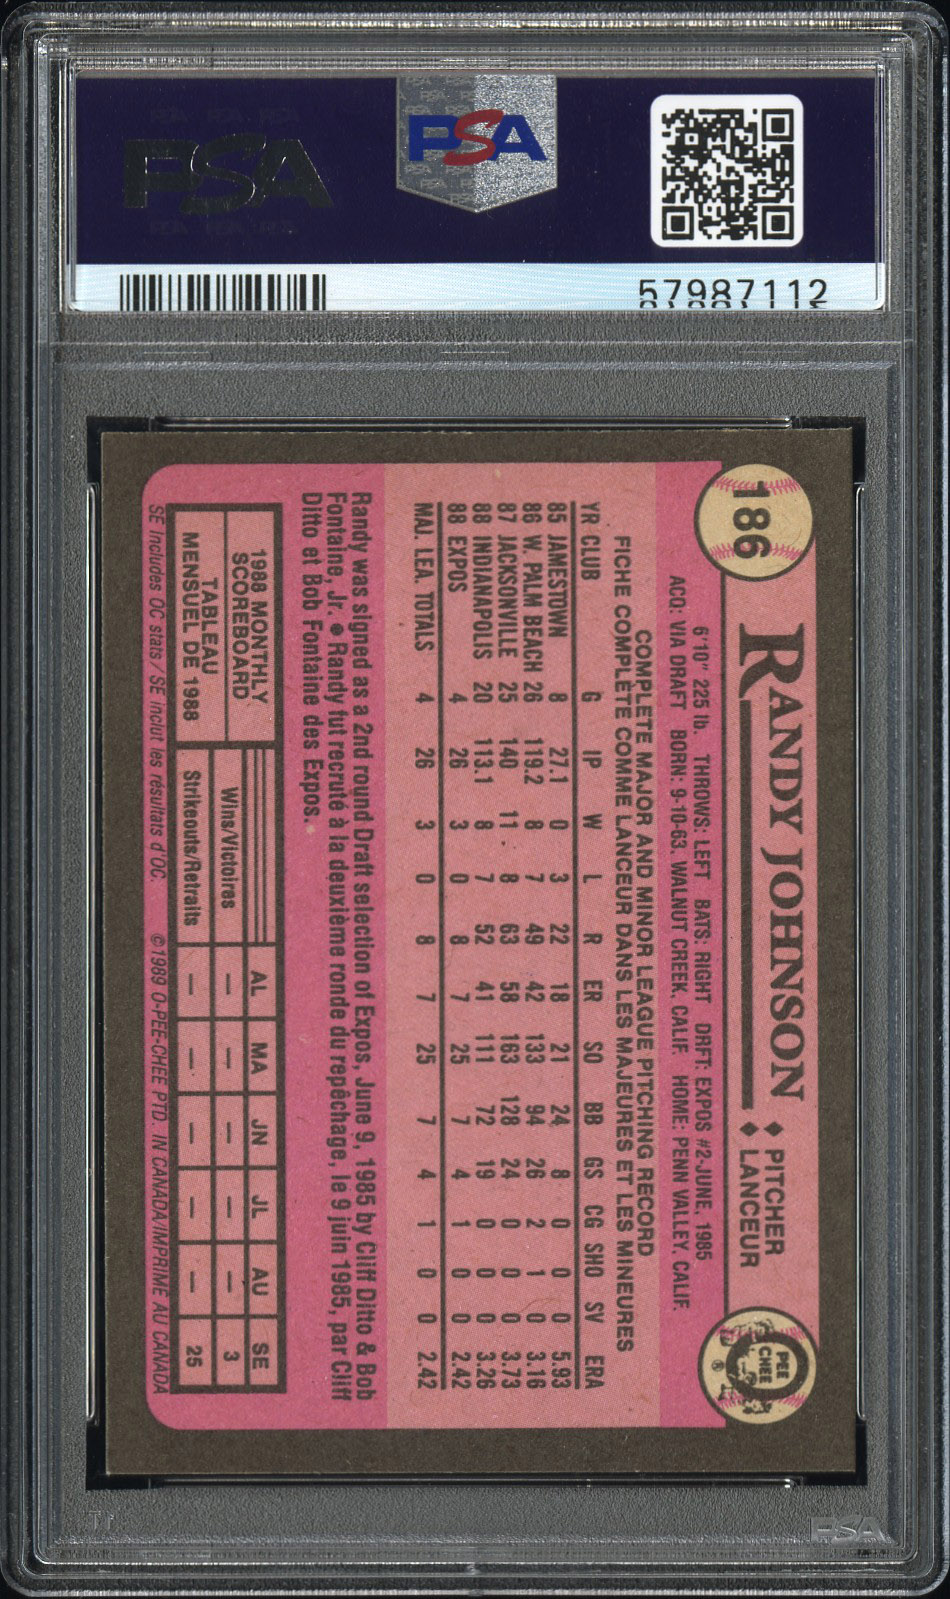 PSA
PSA
57987112
186
RANDY JOHNSON
♦ PITCHER
♦ LANCEUR
O PEE CHEE ®
6'10" 225 lb. THROWS: LEFT BATS: RIGHT DRFT: EXPOS #2-JUNE, 1985
ACQ: VIA DRAFT BORN: 9-10-63, WALNUT CREEK, CALIF. HOME: PENN VALLEY, CALIF.
COMPLETE MAJOR AND MINOR LEAGUE PITCHING RECORD
FICHE COMPLÈTE COMME LANCEUR DANS LES MAJEURES ET LES MINEURES
YR CLUB G IP W L R ER SO BB GS CG SHO SV ERA
85 JAMESTOWN 8 27.1 0 3 22 18 21 24 8 0 0 0 5.93
86 W. PALM BEACH 26 119.2 8 7 49 42 133 94 26 2 1 0 3.16
87 JACKSONVILLE 25 140 11 8 63 58 163 128 24 0 0 0 3.73
88 INDIANAPOLIS 20 113.1 8 7 52 41 111 72 19 0 0 0 3.26
88 EXPOS 4 26 3 0 8 7 25 7 4 1 0 0 2.42
MAJ. LEA. TOTALS 4 26 3 0 8 7 25 7 4 1 0 0 2.42
Randy was signed as a 2nd round Draft selection of Expos, June 9, 1985 by Cliff Ditto & Bob
Fontaine, Jr. ● Randy fut recruté à la deuxième ronde du repêchage, le 9 juin 1985, par Cliff
Ditto et Bob Fontaine des Expos.
1988 MONTHLY
SCOREBOARD
TABLEAU
MENSUEL DE 1988
AL MA JN JL AU SE
Wins/Victoires — — — — — 3
Strikeouts/Retraits — — — — — 25
SE includes OC stats / SE inclut les résultats d'OC. ©1989 O-PEE-CHEE PTD. IN CANADA/IMPRIMÉ AU CANADA
PSA